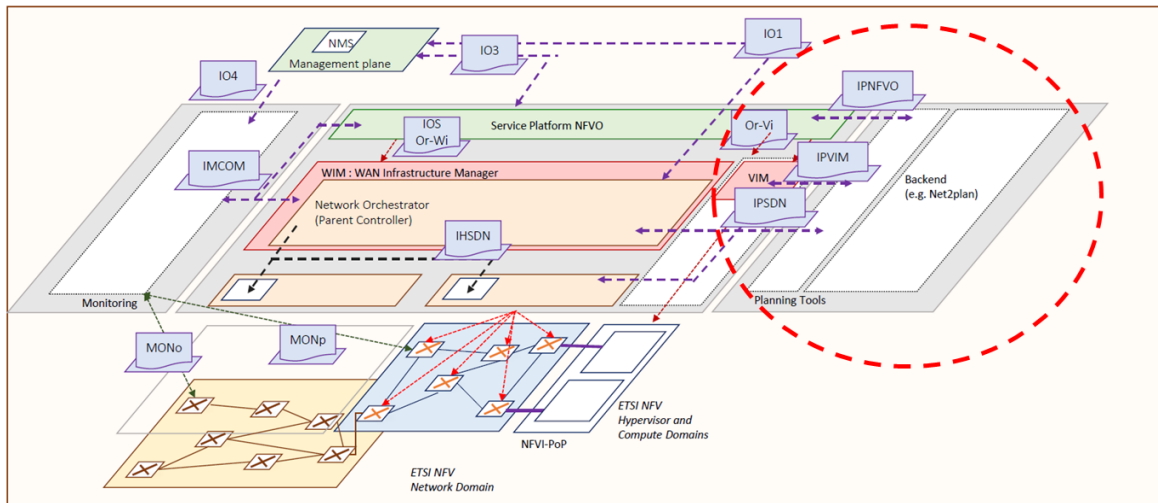 NMS
Management plane
IO3
IO1
IO4
IPNFVO
IOS
Or-Wi
Service Platform NFVO
Or-Vi
IMCOM
WIM : WAN Infrastructure Manager
VIM
IPVIM
Backend
(e.g. Net2plan)
Network Orchestrator
(Parent Controller)
IPSDN
IHSDN
Monitoring
Planning Tools
MONo
MONp
ETSI NFV
Hypervisor and
Compute Domains
NFVI-PoP
ETSI NFV
Network Domain